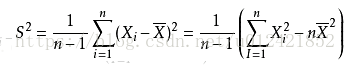 S² = \frac{1}{n-1} \sum_{i=1}^{n} (X_i - \overline{X})² = \frac{1}{n-1} \left( \sum_{I=1}^{n} X_i^2 - n\overline{X}^2 \right)